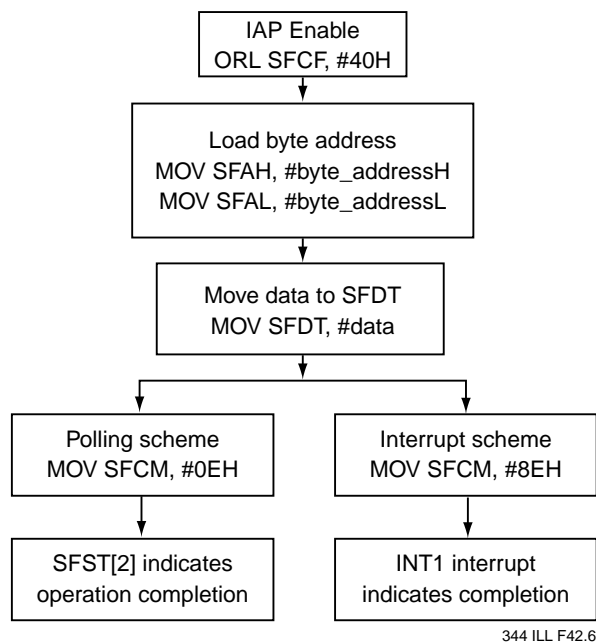 IAP Enable
ORL SFCF, #40H
Load byte address
MOV SFAH, #byte_addressH
MOV SFAL, #byte_addressL
Move data to SFDT
MOV SFDT, #data
Polling scheme
MOV SFCM, #0EH
Interrupt scheme
MOV SFCM, #8EH
SFST[2] indicates
operation completion
INT1 interrupt
indicates completion
344 ILL F42.6